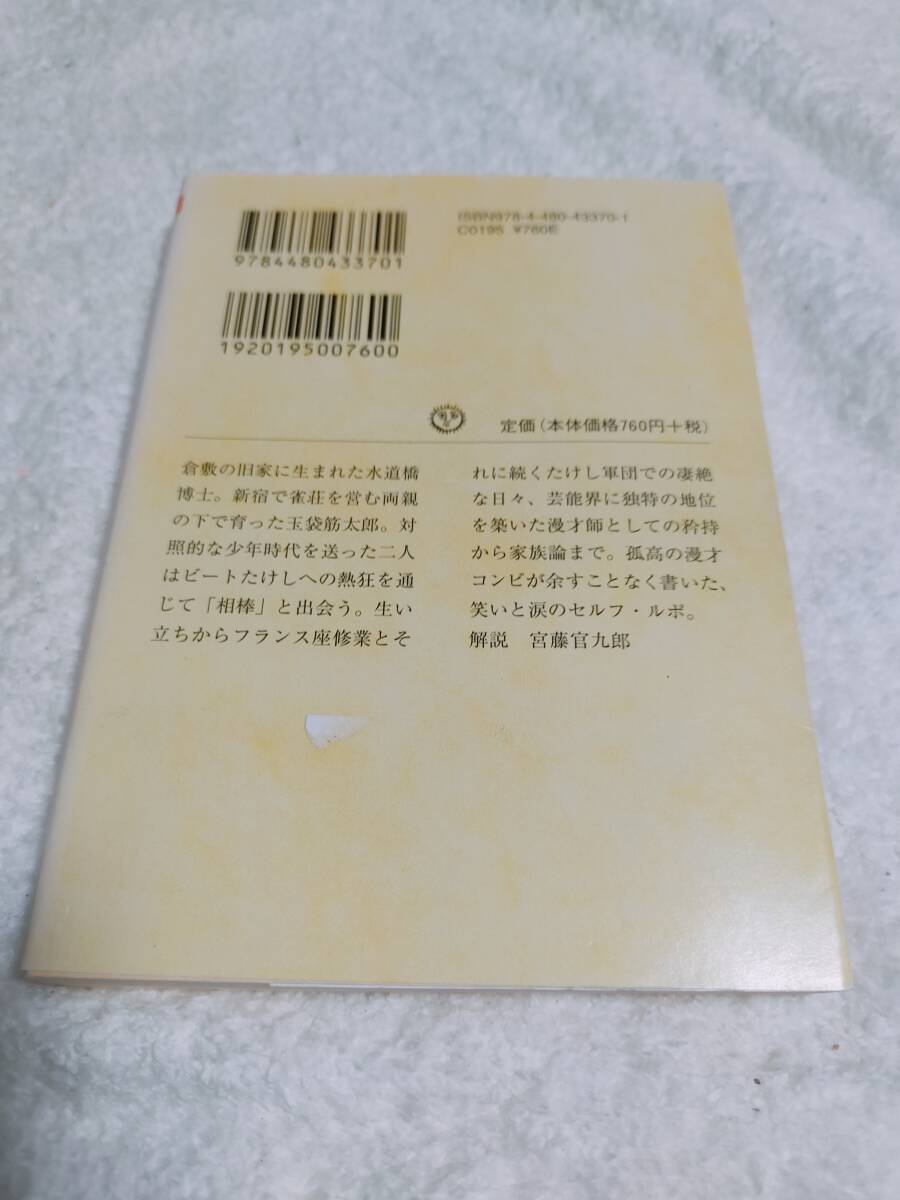 9784480433701
ISBN978-4-480-43370-1
C0195 ¥760E
1920195007600
定価(本体価格760円+税)
倉敷の旧家に生まれた水道橋
博士。新宿で雀荘を営む両親
の下で育った玉袋筋太郎。対
照的な少年時代を送った二人
はビートたけしへの熱狂を通
じて「相棒」と出会う。生い
立ちからフランス座修業とそ
れに続くたけし軍団での凄絶
な日々、芸能界に独特の地位
を築いた漫才師としての矜持
から家族論まで。孤高の漫才
コンビが余すことなく書いた、
笑いと涙のセルフ・ルポ。
解説 宮藤官九郎